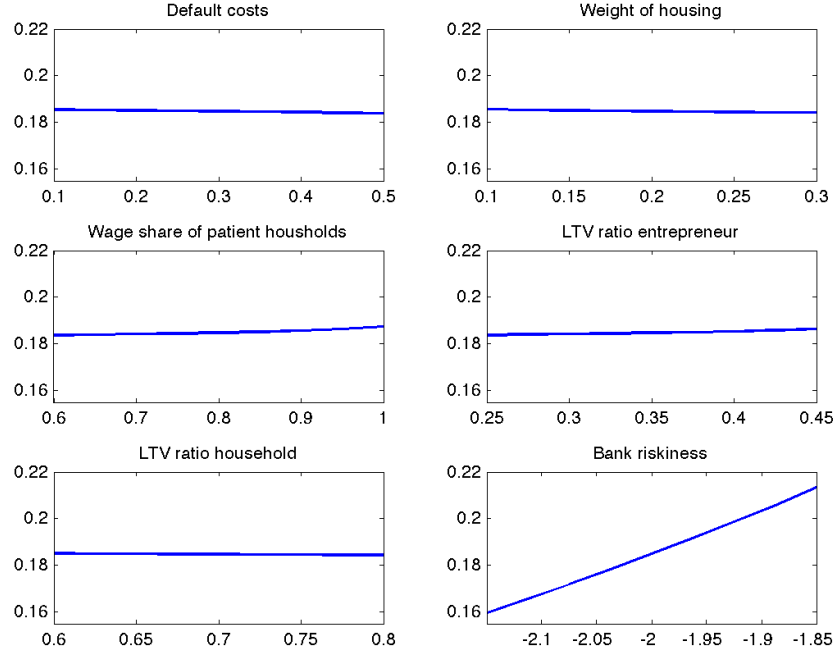 Default costs
0.22
0.2
0.18
0.16
0.1 0.2 0.3 0.4 0.5
Weight of housing
0.22
0.2
0.18
0.16
0.1 0.15 0.2 0.25 0.3
Wage share of patient housholds
0.22
0.2
0.18
0.16
0.6 0.7 0.8 0.9 1
LTV ratio entrepreneur
0.22
0.2
0.18
0.16
0.25 0.3 0.35 0.4 0.45
LTV ratio household
0.22
0.2
0.18
0.16
0.6 0.65 0.7 0.75 0.8
Bank riskiness
0.22
0.2
0.18
0.16
-2.1 -2.05 -2 -1.95 -1.9 -1.85